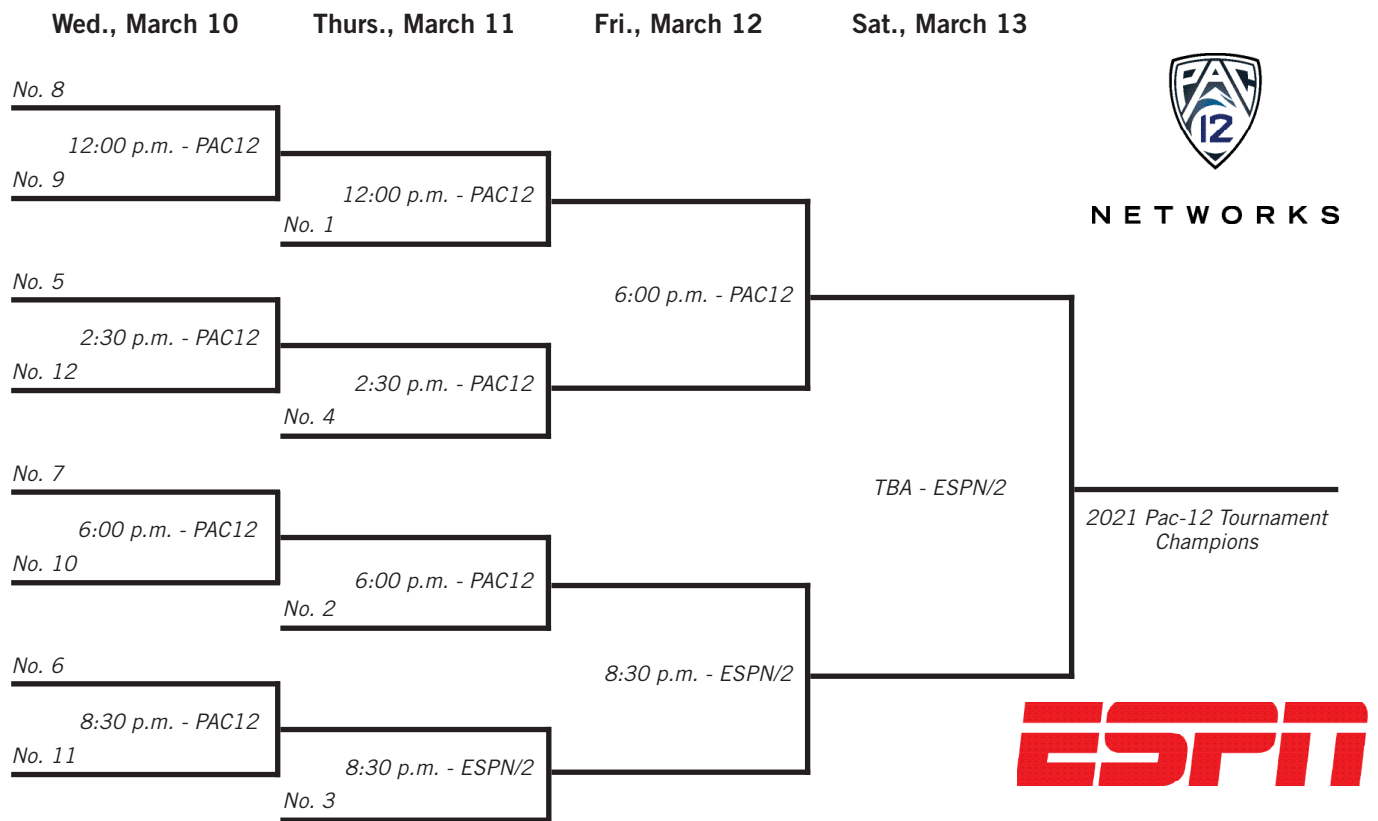 Wed., March 10
Thurs., March 11
Fri., March 12
Sat., March 13
PAC
12
NETWORKS
No. 8
12:00 p.m. - PAC12
No. 9
12:00 p.m. - PAC12
No. 1
No. 5
6:00 p.m. - PAC12
2:30 p.m. - PAC12
No. 12
2:30 p.m. - PAC12
No. 4
No. 7
TBA - ESPN/2
2021 Pac-12 Tournament
Champions
6:00 p.m. - PAC12
No. 10
6:00 p.m. - PAC12
No. 2
No. 6
8:30 p.m. - ESPN/2
8:30 p.m. - PAC12
No. 11
8:30 p.m. - ESPN/2
No. 3
ESPN